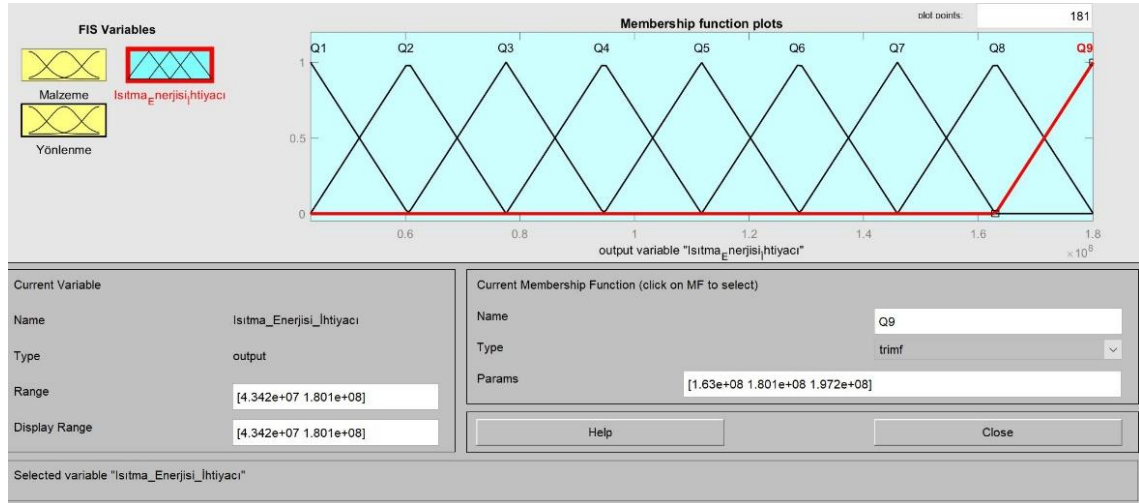 FIS Variables
Malzeme
Isıtma_Enerjisi_İhtiyacı
Yönlenme
Membership function plots
plot points:
181
Q1 Q2 Q3 Q4 Q5 Q6 Q7 Q8 Q9
1
0.5
0
0.6 0.8 1 1.2 1.4 1.6 1.8
×10⁸
output variable "Isıtma_Enerjisi_İhtiyacı"
Current Variable
Name Isıtma_Enerjisi_İhtiyacı
Type output
Range [4.342e+07 1.801e+08]
Display Range [4.342e+07 1.801e+08]
Current Membership Function (click on MF to select)
Name Q9
Type trimf
Params [1.63e+08 1.801e+08 1.972e+08]
Help Close
Selected variable "Isıtma_Enerjisi_İhtiyacı"